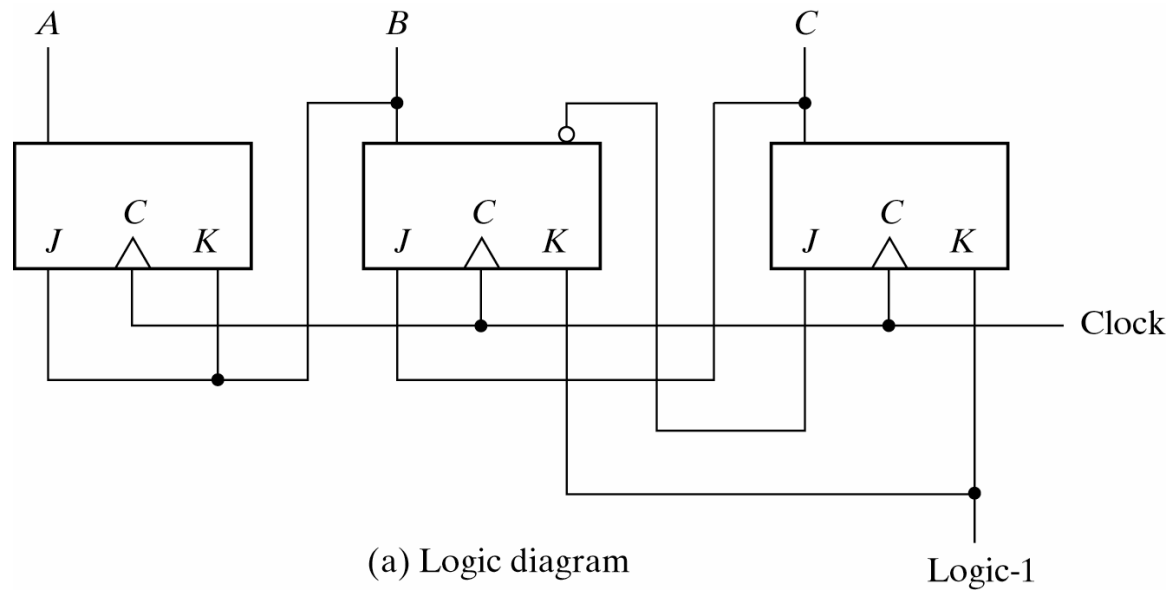 A B C
C C C
J K J K J K
Clock
(a) Logic diagram
Logic-1